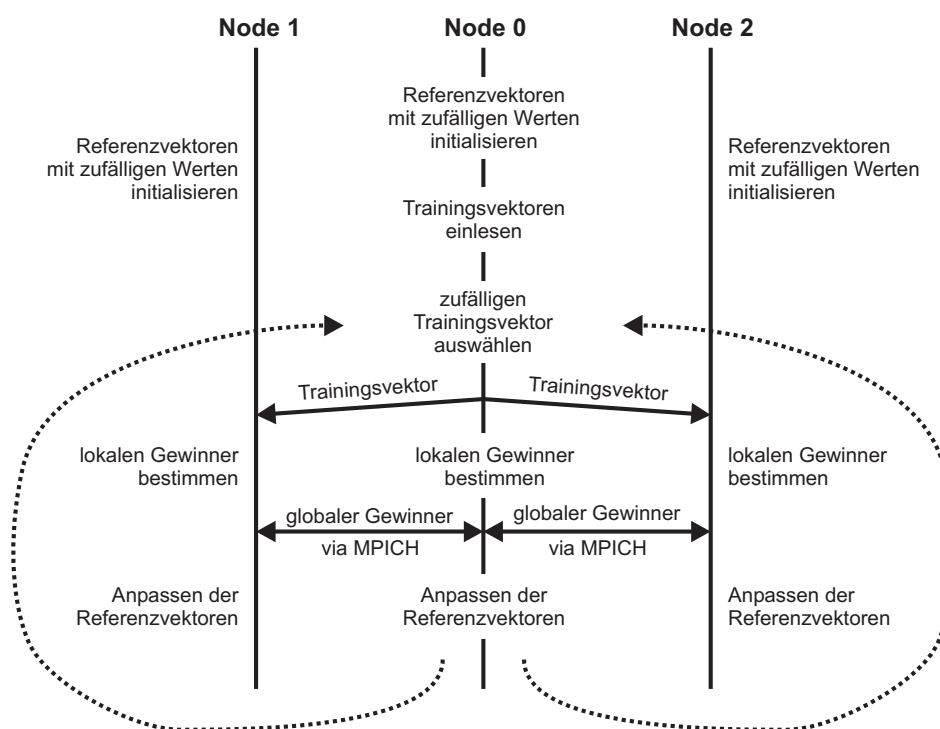 Node 1
Node 0
Node 2
Referenzvektoren
mit zufälligen Werten
initialisieren
Referenzvektoren
mit zufälligen Werten
initialisieren
Referenzvektoren
mit zufälligen Werten
initialisieren
Trainingsvektoren
einlesen
zufälligen
Trainingsvektor
auswählen
Trainingsvektor
Trainingsvektor
lokalen Gewinner
bestimmen
lokalen Gewinner
bestimmen
lokalen Gewinner
bestimmen
globaler Gewinner
via MPICH
globaler Gewinner
via MPICH
Anpassen der
Referenzvektoren
Anpassen der
Referenzvektoren
Anpassen der
Referenzvektoren